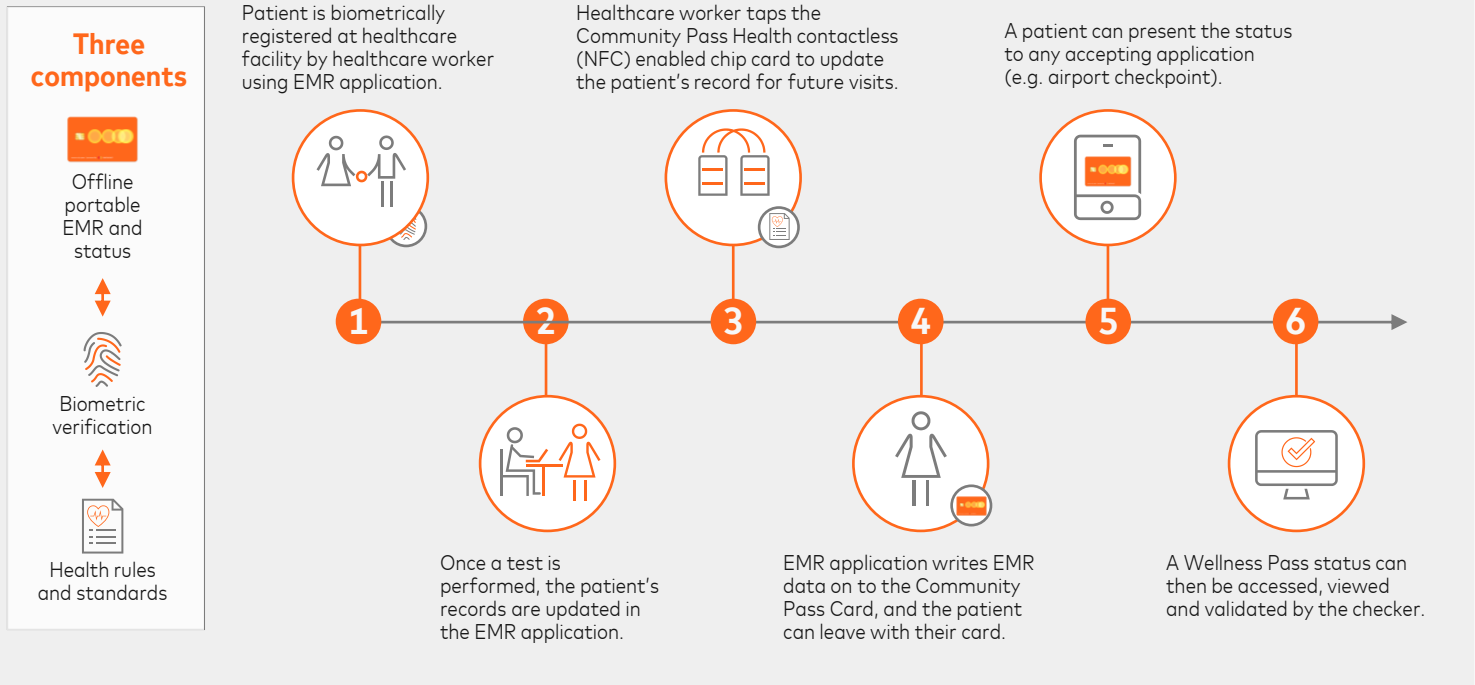 Three
components
Offline
portable
EMR and
status
Biometric
verification
Health rules
and standards
Patient is biometrically
registered at healthcare
facility by healthcare worker
using EMR application.
1
Once a test is
performed, the patient's
records are updated in
the EMR application.
2
Healthcare worker taps the
Community Pass Health contactless
(NFC) enabled chip card to update
the patient's record for future visits.
3
EMR application writes EMR
data on to the Community
Pass Card, and the patient
can leave with their card.
4
A patient can present the status
to any accepting application
(e.g. airport checkpoint).
5
A Wellness Pass status can
then be accessed, viewed
and validated by the checker.
6